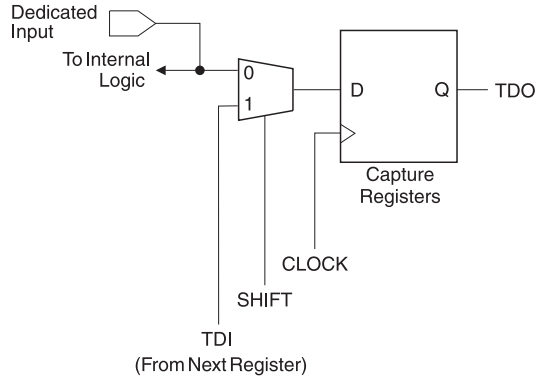 Dedicated
Input
To Internal
Logic
0
1
D
Q
TDO
Capture
Registers
CLOCK
SHIFT
TDI
(From Next Register)